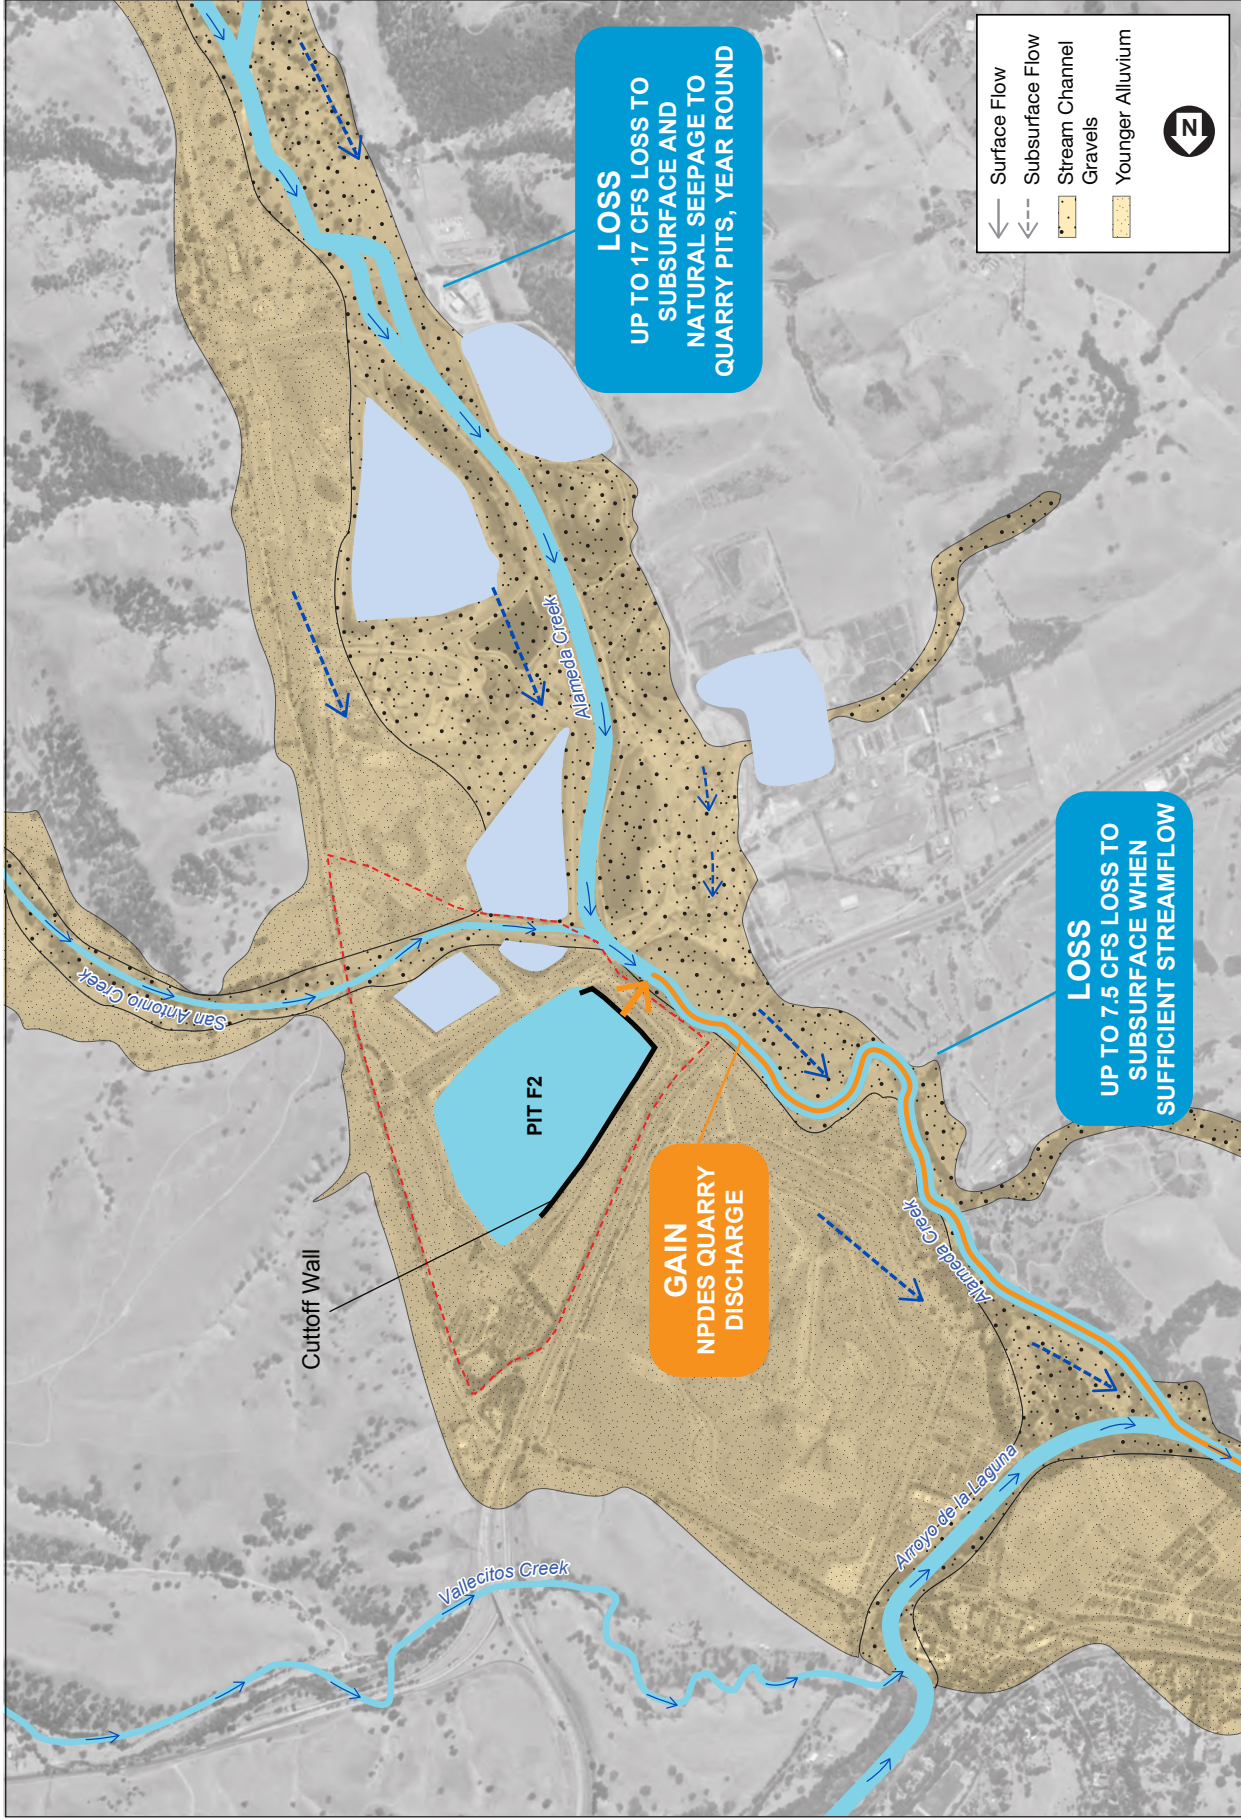 LOSS
UP TO 17 CFS LOSS TO
SUBSURFACE AND
NATURAL SEEPAGE TO
QUARRY PITS, YEAR ROUND
Surface Flow
Subsurface Flow
Stream Channel
Gravels
Younger Alluvium
N
Alameda Creek
San Antonio Creek
PIT F2
Cuttoff Wall
GAIN
NPDES QUARRY
DISCHARGE
LOSS
UP TO 7.5 CFS LOSS TO
SUBSURFACE WHEN
SUFFICIENT STREAMFLOW
Alameda Creek
Arroyo de la Laguna
Vallecitos Creek